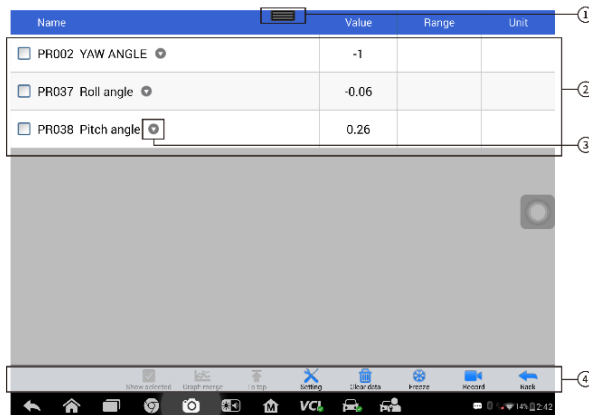 Name Value Range Unit
PR002 YAW ANGLE -1
PR037 Roll angle -0.06
PR038 Pitch angle 0.26
Show selected Graph merge To top Setting Clear data Freeze Record Back
VCI 14% 2:42
1
2
3
4